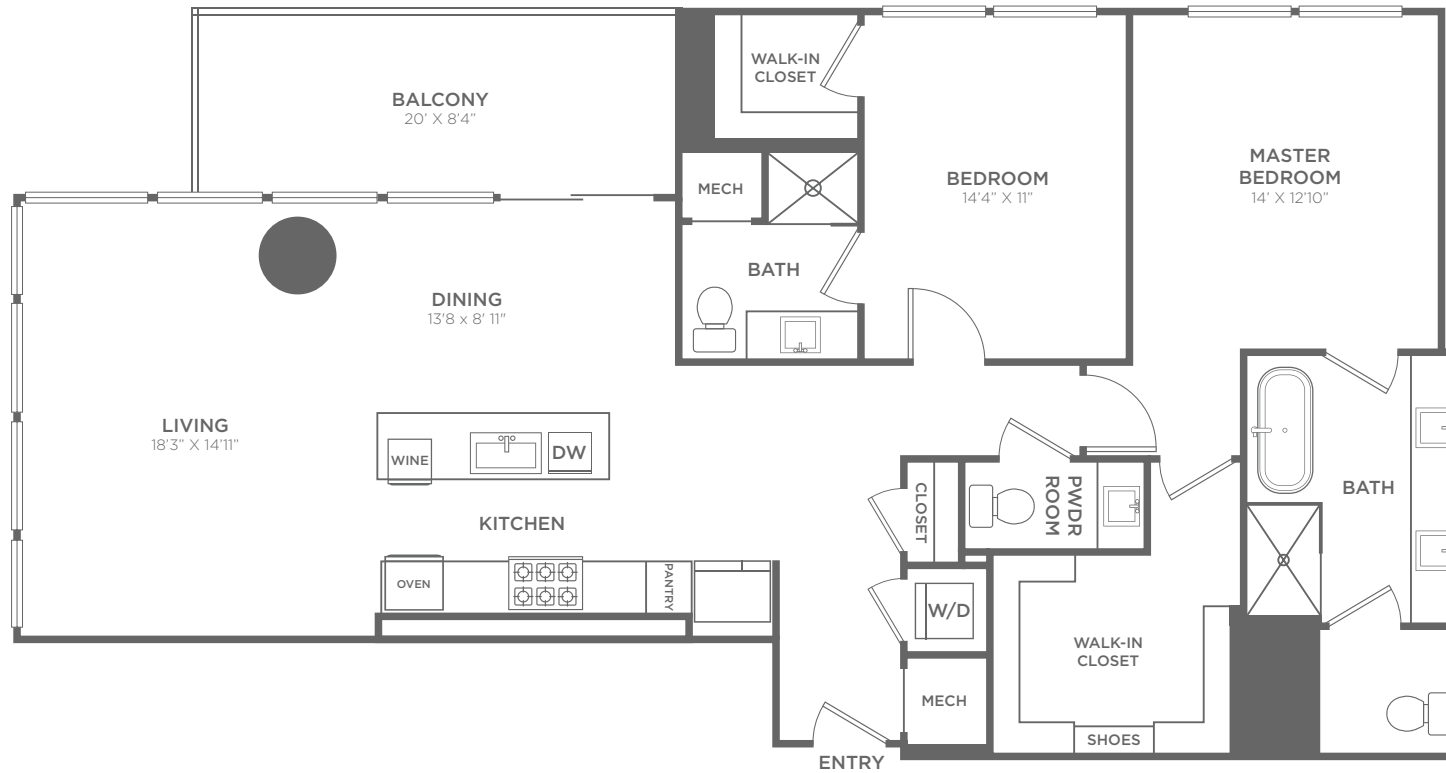 BALCONY
20' X 8'4"
WALK-IN
CLOSET
MECH
BATH
BEDROOM
14'4" X 11"
MASTER
BEDROOM
14' X 12'10"
DINING
13'8 x 8' 11"
LIVING
18'3" X 14'11"
WINE
DW
KITCHEN
OVEN
PANTRY
CLOSET
PWDR
ROOM
BATH
W/D
WALK-IN
CLOSET
MECH
SHOES
ENTRY